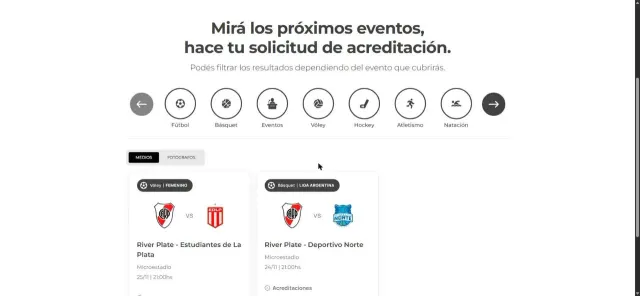 Mirá los próximos eventos,
hace tu solicitud de acreditación.
Podés filtrar los resultados dependiendo del evento que cubrirás.
Fútbol
Básquet
Eventos
Vóley
Hockey
Atletismo
Natación
MEDIOS
FOTÓGRAFOS
Vóley | FEMENINO
Básquet | LIGA ARGENTINA
VS
VS
River Plate - Estudiantes de La
Plata
Microestadio
25/11 | 21:00hs
River Plate - Deportivo Norte
Microestadio
24/11 | 21:00hs
Acreditaciones